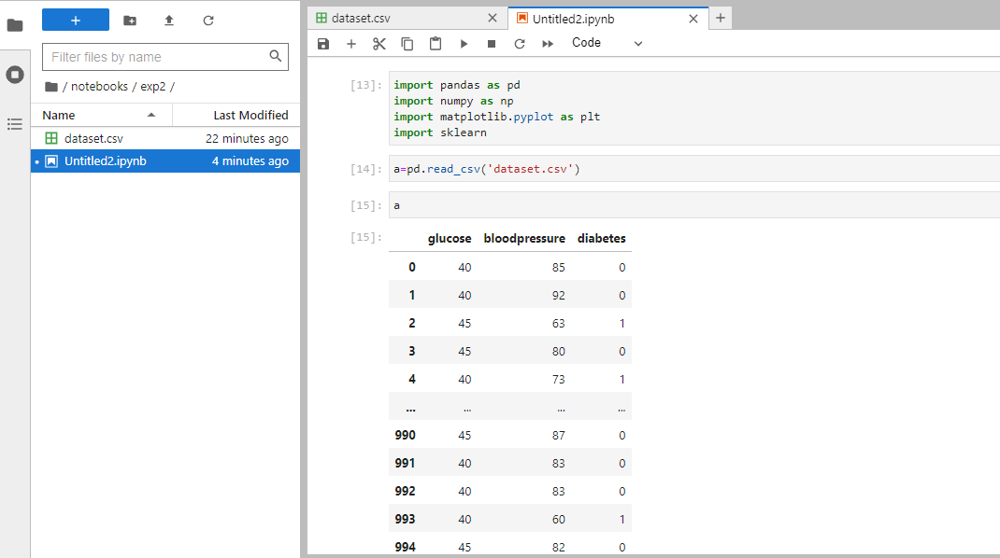 Filter files by name
/ notebooks / exp2 /
Name Last Modified
dataset.csv 22 minutes ago
Untitled2.ipynb 4 minutes ago
dataset.csv Untitled2.ipynb
Code
[13]: import pandas as pd
import numpy as np
import matplotlib.pyplot as plt
import sklearn
[14]: a=pd.read_csv('dataset.csv')
[15]: a
[15]: glucose bloodpressure diabetes
0 40 85 0
1 40 92 0
2 45 63 1
3 45 80 0
4 40 73 1
... ... ... ...
990 45 87 0
991 40 83 0
992 40 83 0
993 40 60 1
994 45 82 0